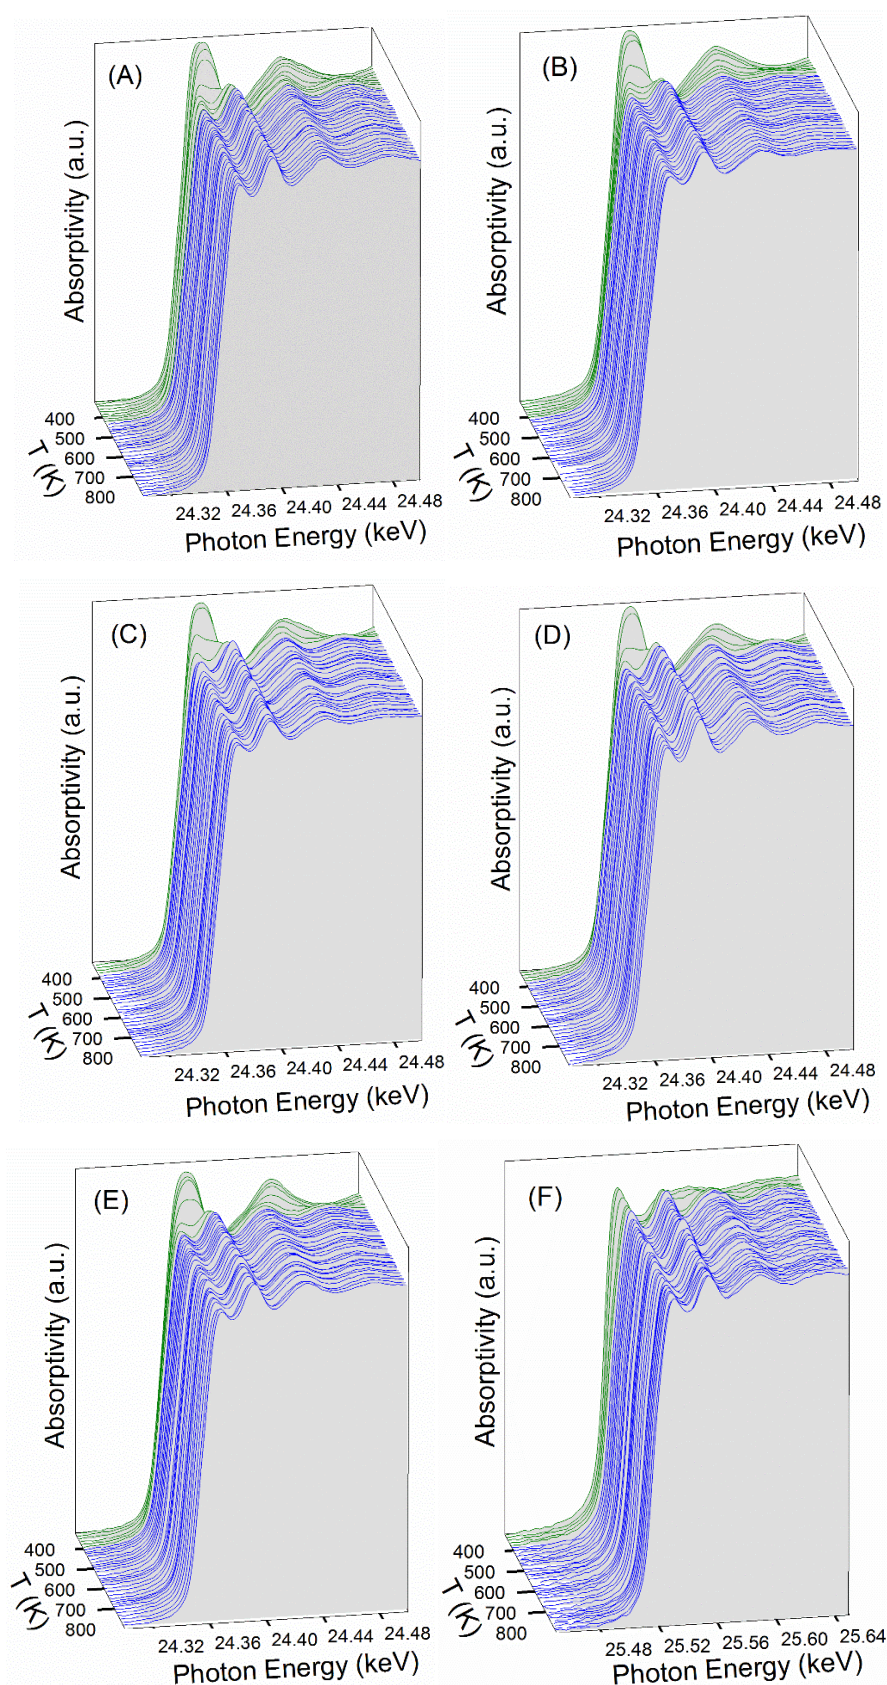 (A)
Absorptivity (a.u.)
400
500
600
700
800
T (K)
24.32 24.36 24.40 24.44 24.48
Photon Energy (keV)
(B)
Absorptivity (a.u.)
400
500
600
700
800
T (K)
24.32 24.36 24.40 24.44 24.48
Photon Energy (keV)
(C)
Absorptivity (a.u.)
400
500
600
700
800
T (K)
24.32 24.36 24.40 24.44 24.48
Photon Energy (keV)
(D)
Absorptivity (a.u.)
400
500
600
700
800
T (K)
24.32 24.36 24.40 24.44 24.48
Photon Energy (keV)
(E)
Absorptivity (a.u.)
400
500
600
700
800
T (K)
24.32 24.36 24.40 24.44 24.48
Photon Energy (keV)
(F)
Absorptivity (a.u.)
400
500
600
700
800
T (K)
25.48 25.52 25.56 25.60 25.64
Photon Energy (keV)